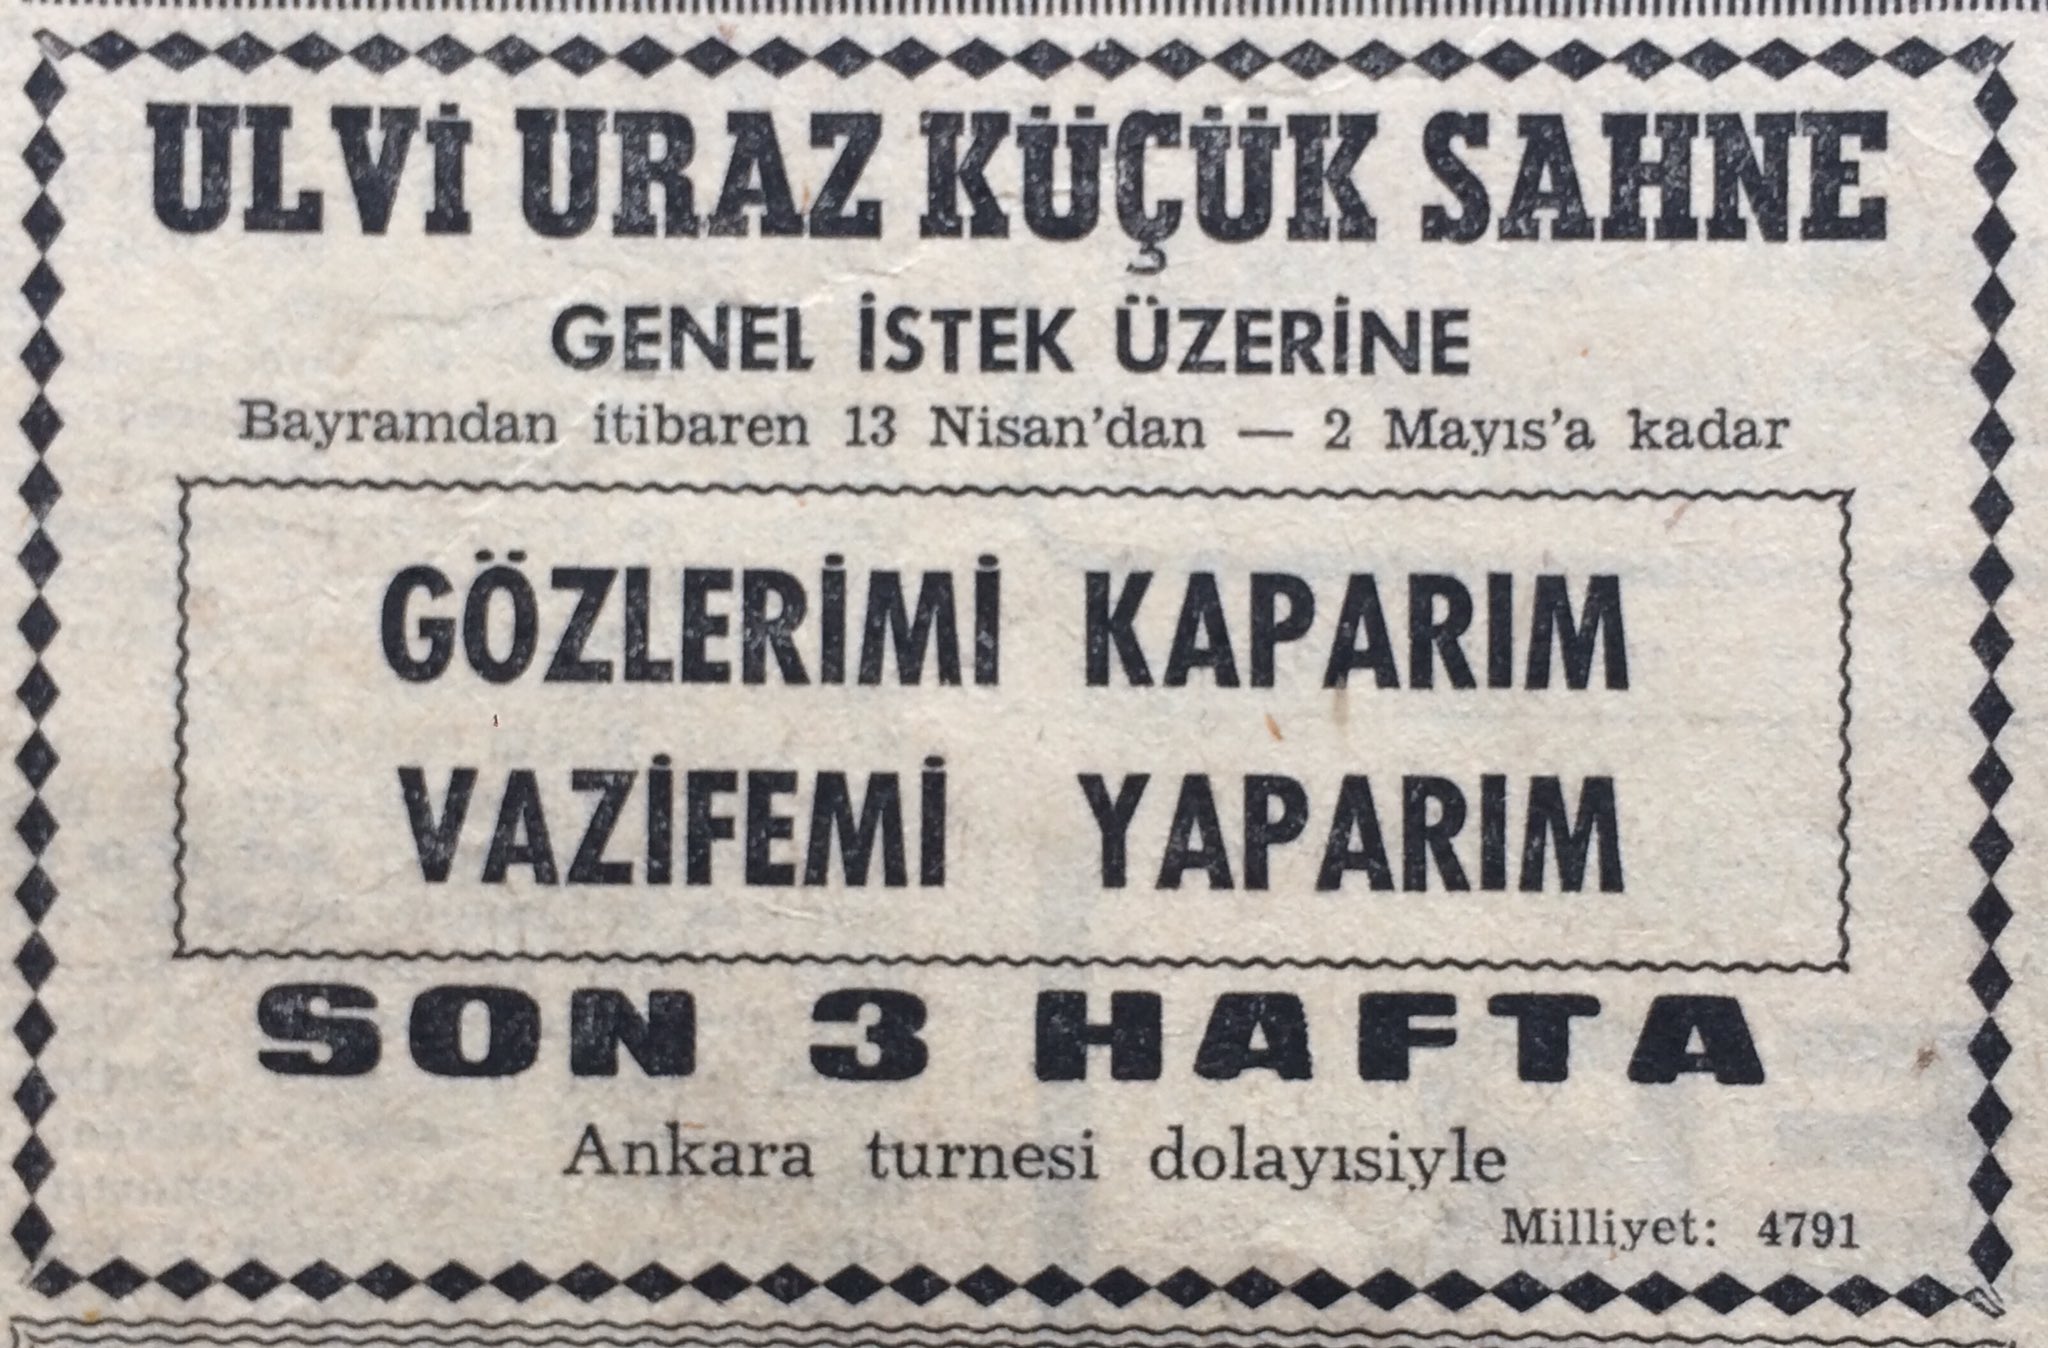 ULVİ URAZ KÜÇÜK SAHNE
GENEL İSTEK ÜZERİNE
Bayramdan itibaren 13 Nisan'dan — 2 Mayıs'a kadar
GÖZLERİMİ KAPARIM
VAZİFEMİ YAPARIM
SON 3 HAFTA
Ankara turnesi dolayısiyle
Milliyet: 4791